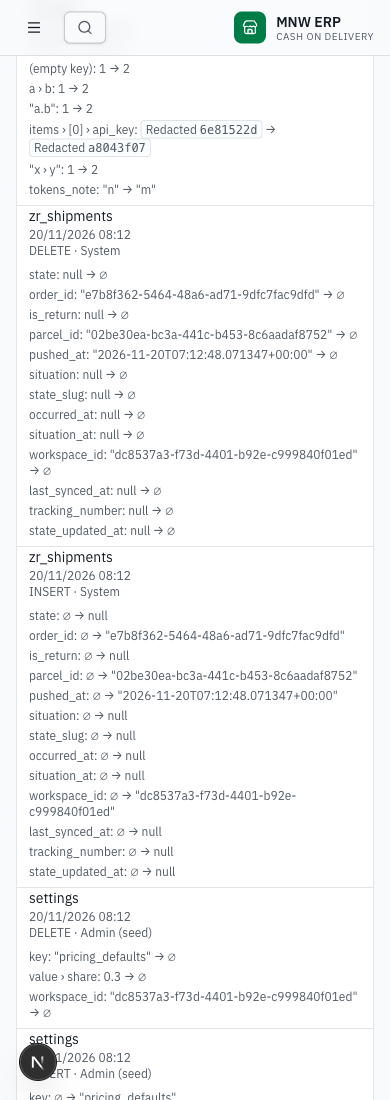 MNW ERP
CASH ON DELIVERY
(empty key): 1 → 2
a › b: 1 → 2
"a.b": 1 → 2
items › [0] › api_key: Redacted 6e81522d →
Redacted a8043f07
"x › y": 1 → 2
tokens_note: "n" → "m"
zr_shipments
20/11/2026 08:12
DELETE · System
state: null → ∅
order_id: "e7b8f362-5464-48a6-ad71-9dfc7fac9dfd" → ∅
is_return: null → ∅
parcel_id: "02be30ea-bc3a-441c-b453-8c6aadaf8752" → ∅
pushed_at: "2026-11-20T07:12:48.071347+00:00" → ∅
situation: null → ∅
state_slug: null → ∅
occurred_at: null → ∅
situation_at: null → ∅
workspace_id: "dc8537a3-f73d-4401-b92e-c999840f01ed"
→ ∅
last_synced_at: null → ∅
tracking_number: null → ∅
state_updated_at: null → ∅
zr_shipments
20/11/2026 08:12
INSERT · System
state: ∅ → null
order_id: ∅ → "e7b8f362-5464-48a6-ad71-9dfc7fac9dfd"
is_return: ∅ → null
parcel_id: ∅ → "02be30ea-bc3a-441c-b453-8c6aadaf8752"
pushed_at: ∅ → "2026-11-20T07:12:48.071347+00:00"
situation: ∅ → null
state_slug: ∅ → null
occurred_at: ∅ → null
situation_at: ∅ → null
workspace_id: ∅ → "dc8537a3-f73d-4401-b92e-
c999840f01ed"
last_synced_at: ∅ → null
tracking_number: ∅ → null
state_updated_at: ∅ → null
settings
20/11/2026 08:12
DELETE · Admin (seed)
key: "pricing_defaults" → ∅
value › share: 0.3 → ∅
workspace_id: "dc8537a3-f73d-4401-b92e-c999840f01ed"
→ ∅
settings
1/2026 08:12
ERT · Admin (seed)
N
key: ∅ → "pricing_defaults"